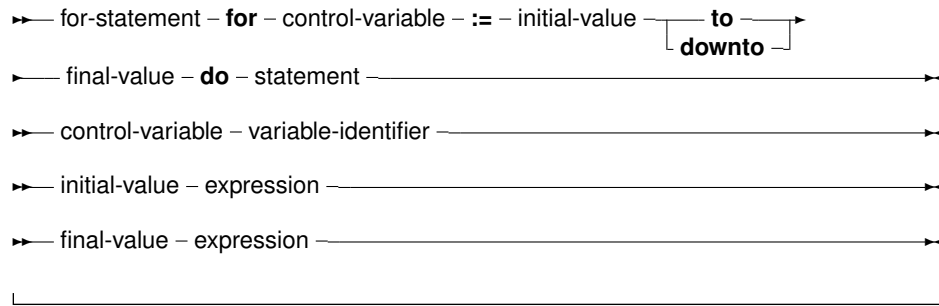 for-statement – for – control-variable – := – initial-value to
downto
final-value – do – statement
control-variable – variable-identifier
initial-value – expression
final-value – expression